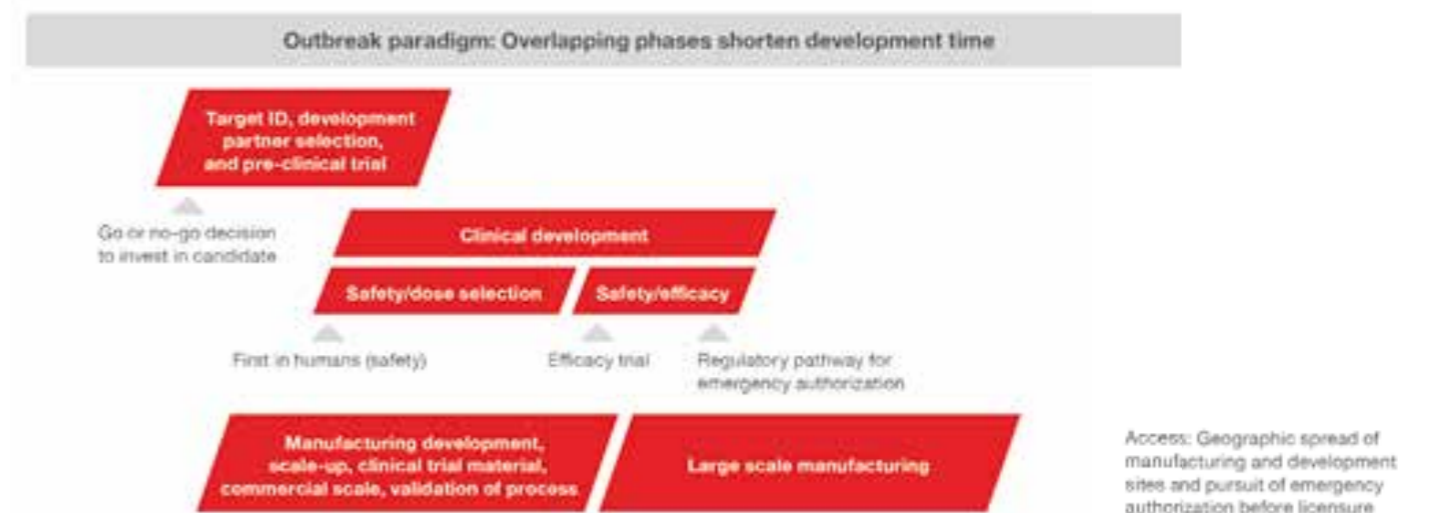 Outbreak paradigm: Overlapping phases shorten development time
Target ID, development
partner selection,
and pre-clinical trial
Go or no-go decision
to invest in candidate
Clinical development
Safety/dose selection
Safety/efficacy
First in humans (safety)
Efficacy trial
Regulatory pathway for
emergency authorization
Manufacturing development,
scale-up, clinical trial material,
commercial scale, validation of process
Large scale manufacturing
Access: Geographic spread of
manufacturing and development
sites and pursuit of emergency
authorization before licensure